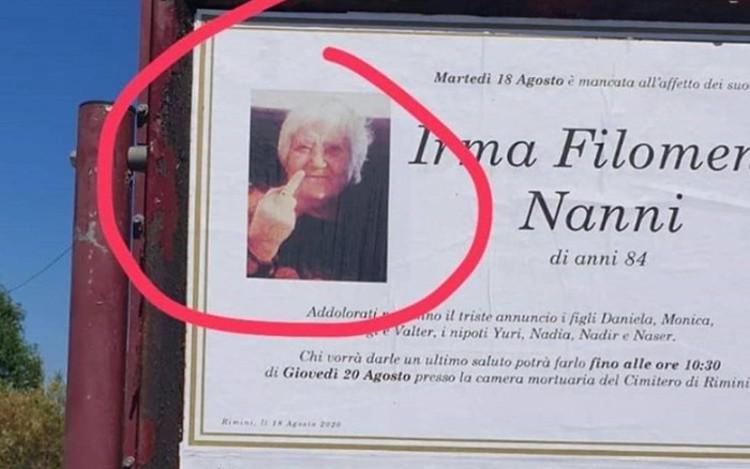 Martedì 18 Agosto è mancata all'affetto dei suo
Irma Filomen
Nanni
di anni 84
Addolorati no il triste annuncio i figli Daniela, Monica,
e Valter, i nipoti Yuri, Nadia, Nadir e Naser.
Chi vorrà darle un ultimo saluto potrà farlo fino alle ore 10:30
di Giovedì 20 Agosto presso la camera mortuaria del Cimitero di Rimini
Rimini, lì 18 Agosto 2020